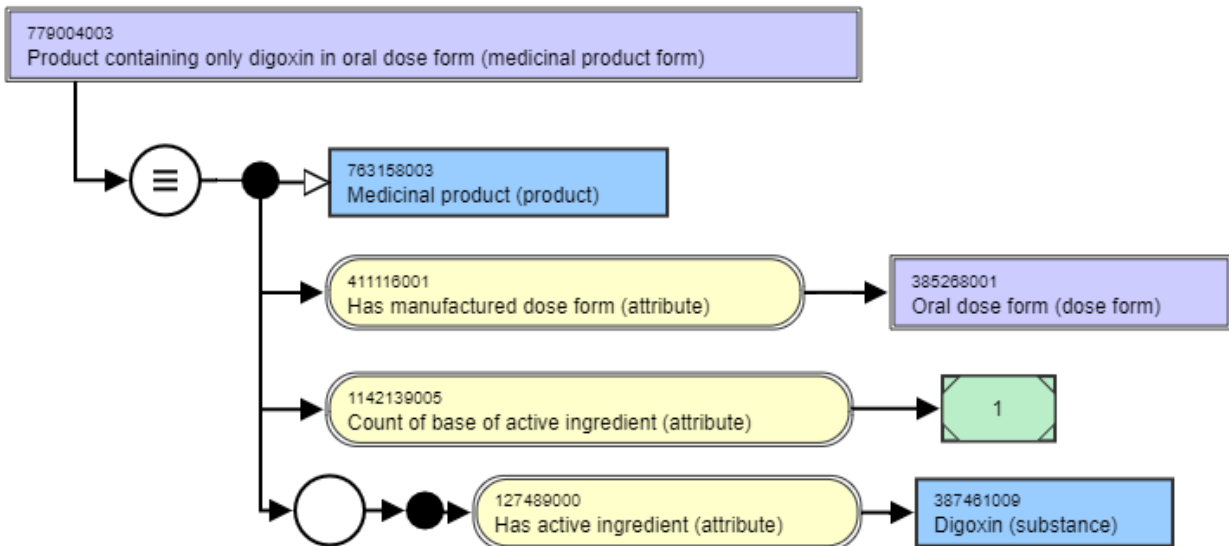 779004003
Product containing only digoxin in oral dose form (medicinal product form)
763158003
Medicinal product (product)
411116001
Has manufactured dose form (attribute)
385268001
Oral dose form (dose form)
1142139005
Count of base of active ingredient (attribute)
1
127489000
Has active ingredient (attribute)
387461009
Digoxin (substance)